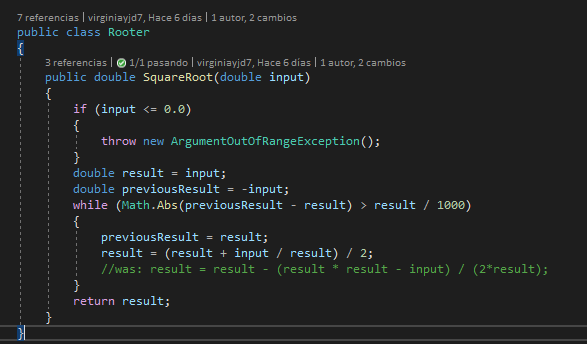 7 referencias | virginiayjd7, Hace 6 días | 1 autor, 2 cambios
public class Rooter
{
3 referencias | 1/1 pasando | virginiayjd7, Hace 6 días | 1 autor, 2 cambios
public double SquareRoot(double input)
{
if (input <= 0.0)
{
throw new ArgumentOutOfRangeException();
}
double result = input;
double previousResult = -input;
while (Math.Abs(previousResult - result) > result / 1000)
{
previousResult = result;
result = (result + input / result) / 2;
//was: result = result - (result * result - input) / (2*result);
}
return result;
}
}